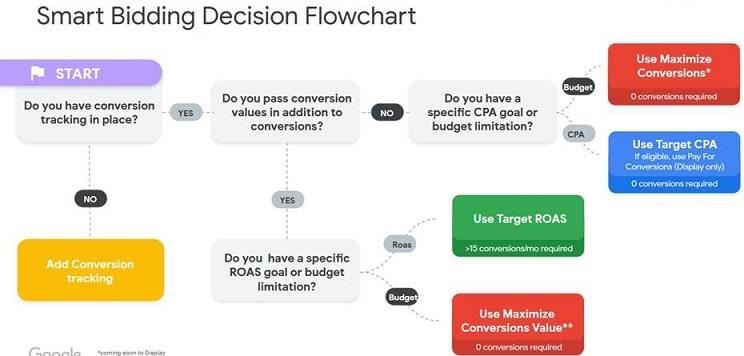 Smart Bidding Decision Flowchart
START
Do you have conversion
tracking in place?
YES
Do you pass conversion
values in addition to
conversions?
NO
Do you have a
specific CPA goal or
budget limitation?
Budget
Use Maximize
Conversions*
0 conversions required
CPA
Use Target CPA
If eligible, use Pay For
Conversions (Display only)
0 conversions required
NO
Add Conversion
tracking
YES
Do you have a specific
ROAS goal or budget
limitation?
Roas
Use Target ROAS
>15 conversions/mo required
Budget
Use Maximize
Conversions Value**
0 conversions required
Google
*coming soon to Display